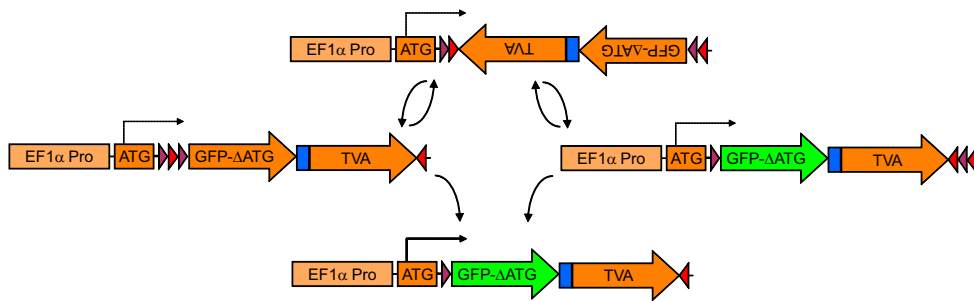 EF1α Pro ATG TVA GFP-ΔATG
EF1α Pro ATG GFP-ΔATG TVA
EF1α Pro ATG GFP-ΔATG TVA
EF1α Pro ATG GFP-ΔATG TVA